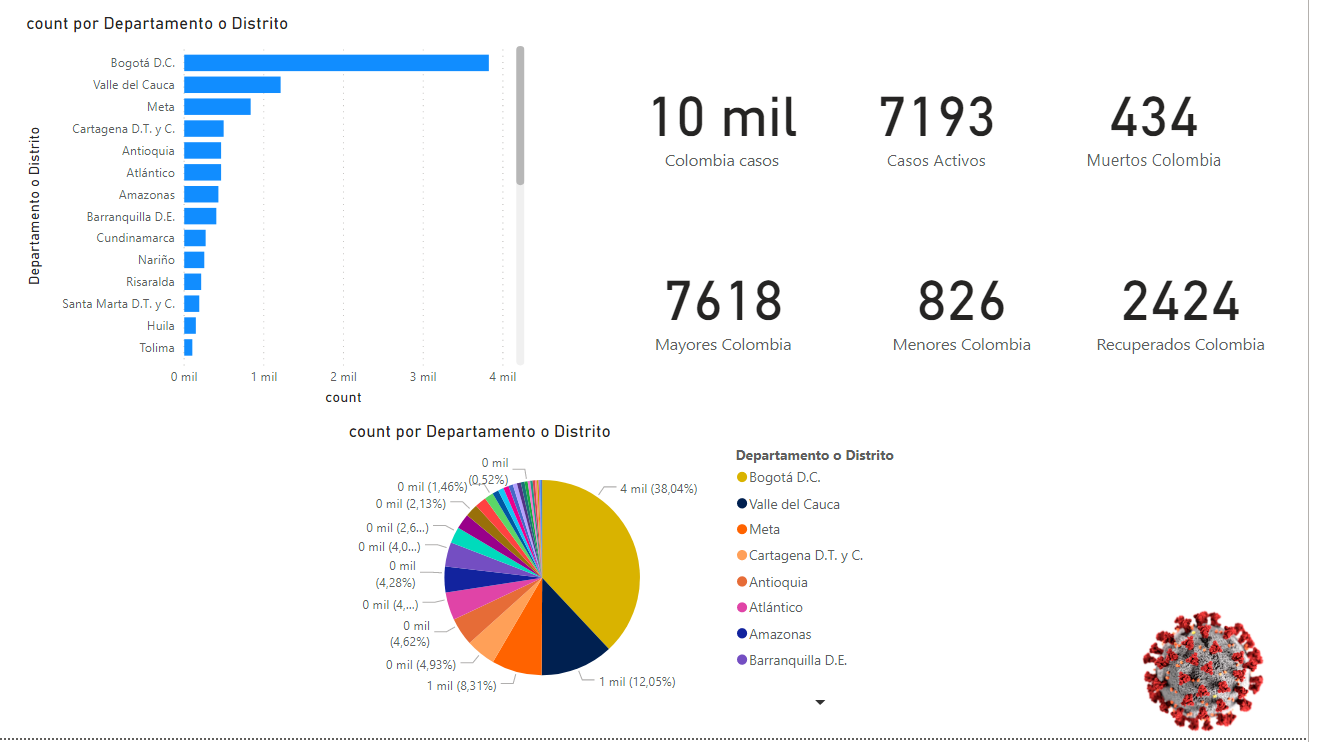 count por Departamento o Distrito
Departamento o Distrito
Bogotá D.C.
Valle del Cauca
Meta
Cartagena D.T. y C.
Antioquia
Atlántico
Amazonas
Barranquilla D.E.
Cundinamarca
Nariño
Risaralda
Santa Marta D.T. y C.
Huila
Tolima
0 mil 1 mil 2 mil 3 mil 4 mil
count
10 mil
Colombia casos
7193
Casos Activos
434
Muertos Colombia
7618
Mayores Colombia
826
Menores Colombia
2424
Recuperados Colombia
count por Departamento o Distrito
0 mil
(0,52%)
0 mil (1,46%)
0 mil (2,13%)
0 mil (2,6...)
0 mil (4,0...)
0 mil
(4,28%)
0 mil (4,...)
0 mil
(4,62%)
0 mil (4,93%)
1 mil (8,31%)
4 mil (38,04%)
1 mil (12,05%)
Departamento o Distrito
Bogotá D.C.
Valle del Cauca
Meta
Cartagena D.T. y C.
Antioquia
Atlántico
Amazonas
Barranquilla D.E.